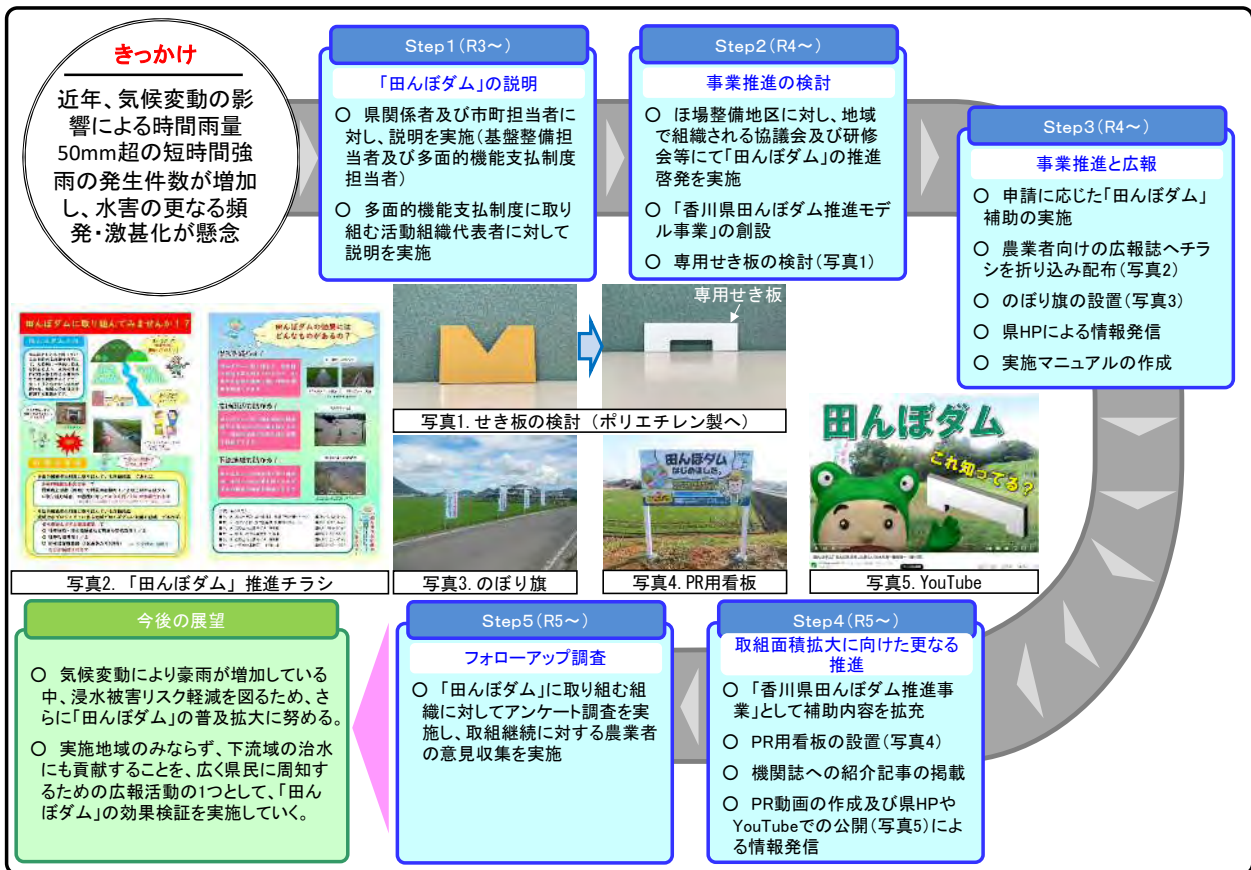 きっかけ
近年、気候変動の影
響による時間雨量
50mm超の短時間強
雨の発生件数が増加
し、水害の更なる頻
発・激甚化が懸念
Step1(R3～)
「田んぼダム」の説明
○ 県関係者及び市町担当者に
対し、説明を実施(基盤整備担
当者及び多面的機能支払制度
担当者)
○ 多面的機能支払制度に取り
組む活動組織代表者に対して
説明を実施
Step2(R4～)
事業推進の検討
○ ほ場整備地区に対し、地域
で組織される協議会及び研修
会等にて「田んぼダム」の推進
啓発を実施
○ 「香川県田んぼダム推進モデ
ル事業」の創設
○ 専用せき板の検討(写真1)
Step3(R4～)
事業推進と広報
○ 申請に応じた「田んぼダム」
補助の実施
○ 農業者向けの広報誌へチラ
シを折り込み配布(写真2)
○ のぼり旗の設置(写真3)
○ 県HPによる情報発信
○ 実施マニュアルの作成
専用せき板
写真1.せき板の検討 (ポリエチレン製へ)
田んぼダムに取り組んでみませんか!?
田んぼダムの効果には
どんなものがあるの?
写真2. 「田んぼダム」 推進チラシ
写真3.のぼり旗
田んぼダム
はじめました。
写真4.PR用看板
田んぼダム
これ知ってる?
写真5.YouTube
Step4(R5～)
取組面積拡大に向けた更なる
推進
○ 「香川県田んぼダム推進事
業」として補助内容を拡充
○ PR用看板の設置(写真4)
○ 機関誌への紹介記事の掲載
○ PR動画の作成及び県HPや
YouTubeでの公開(写真5)によ
る情報発信
Step5(R5～)
フォローアップ調査
○ 「田んぼダム」に取り組む組
織に対してアンケート調査を実
施し、取組継続に対する農業者
の意見収集を実施
今後の展望
○ 気候変動により豪雨が増加している
中、浸水被害リスク軽減を図るため、さ
らに「田んぼダム」の普及拡大に努める。
○ 実施地域のみならず、下流域の治水
にも貢献することを、広く県民に周知す
るための広報活動の1つとして、「田ん
ぼダム」の効果検証を実施していく。